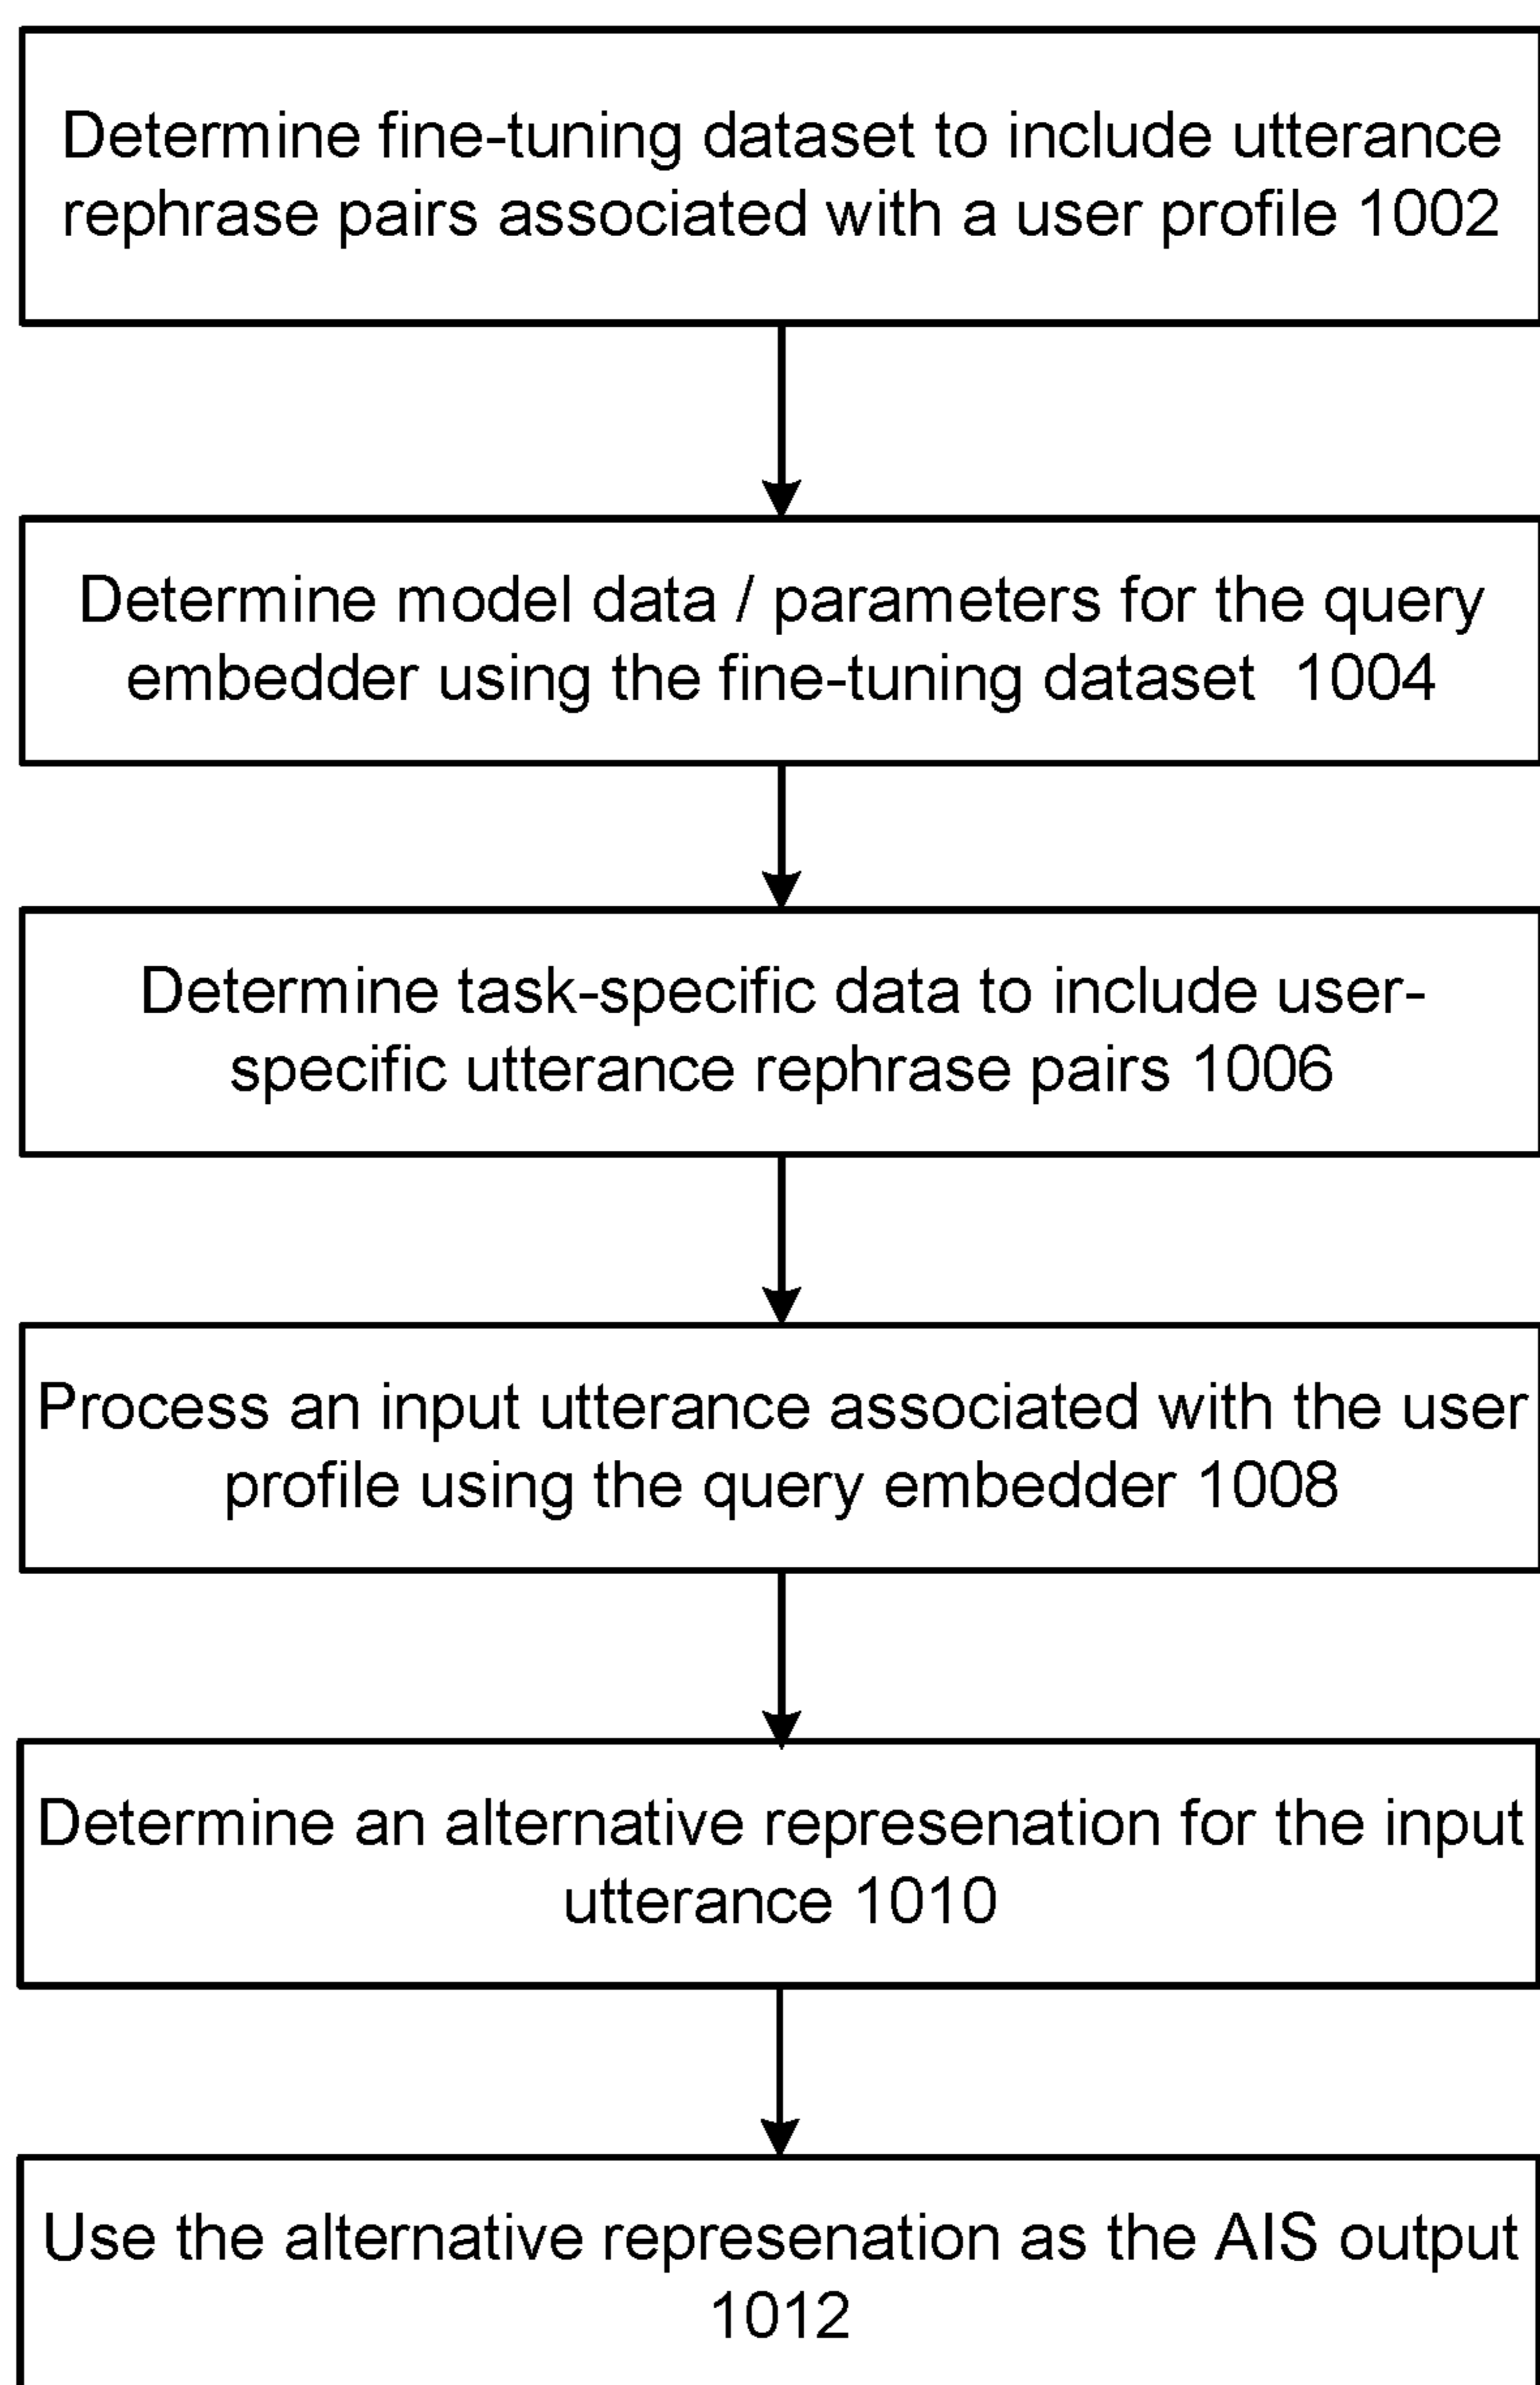 Determine fine-tuning dataset to include utterance
rephrase pairs associated with a user profile 1002
Determine model data / parameters for the query
embedder using the fine-tuning dataset 1004
Determine task-specific data to include user-
specific utterance rephrase pairs 1006
Process an input utterance associated with the user
profile using the query embedder 1008
Determine an alternative represenation for the input
utterance 1010
Use the alternative represenation as the AIS output
1012